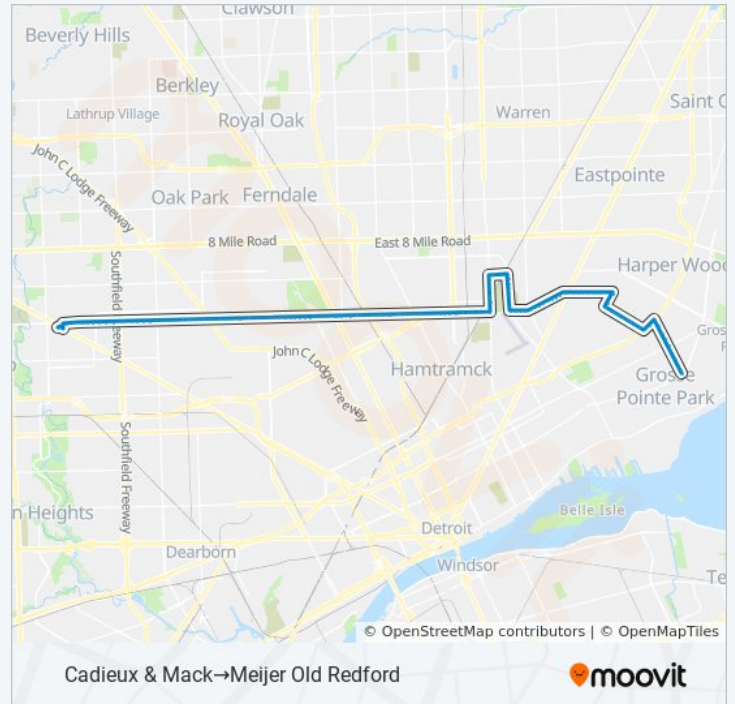 Clawson
Beverly Hills
Berkley
Lathrup Village
Royal Oak
Warren
Saint C
John C Lodge Freeway
Eastpointe
Oak Park
Ferndale
8 Mile Road
East 8 Mile Road
Harper Wood
Southfield Freeway
Gros
John C Lodge Freeway
Hamtramck
Grosse
Pointe Park
Southfield Freeway
n Heights
Belle Isle
Detroit
Dearborn
Windsor
Te
© OpenStreetMap contributors | © OpenMapTiles
Cadieux & Mack→Meijer Old Redford
moovit